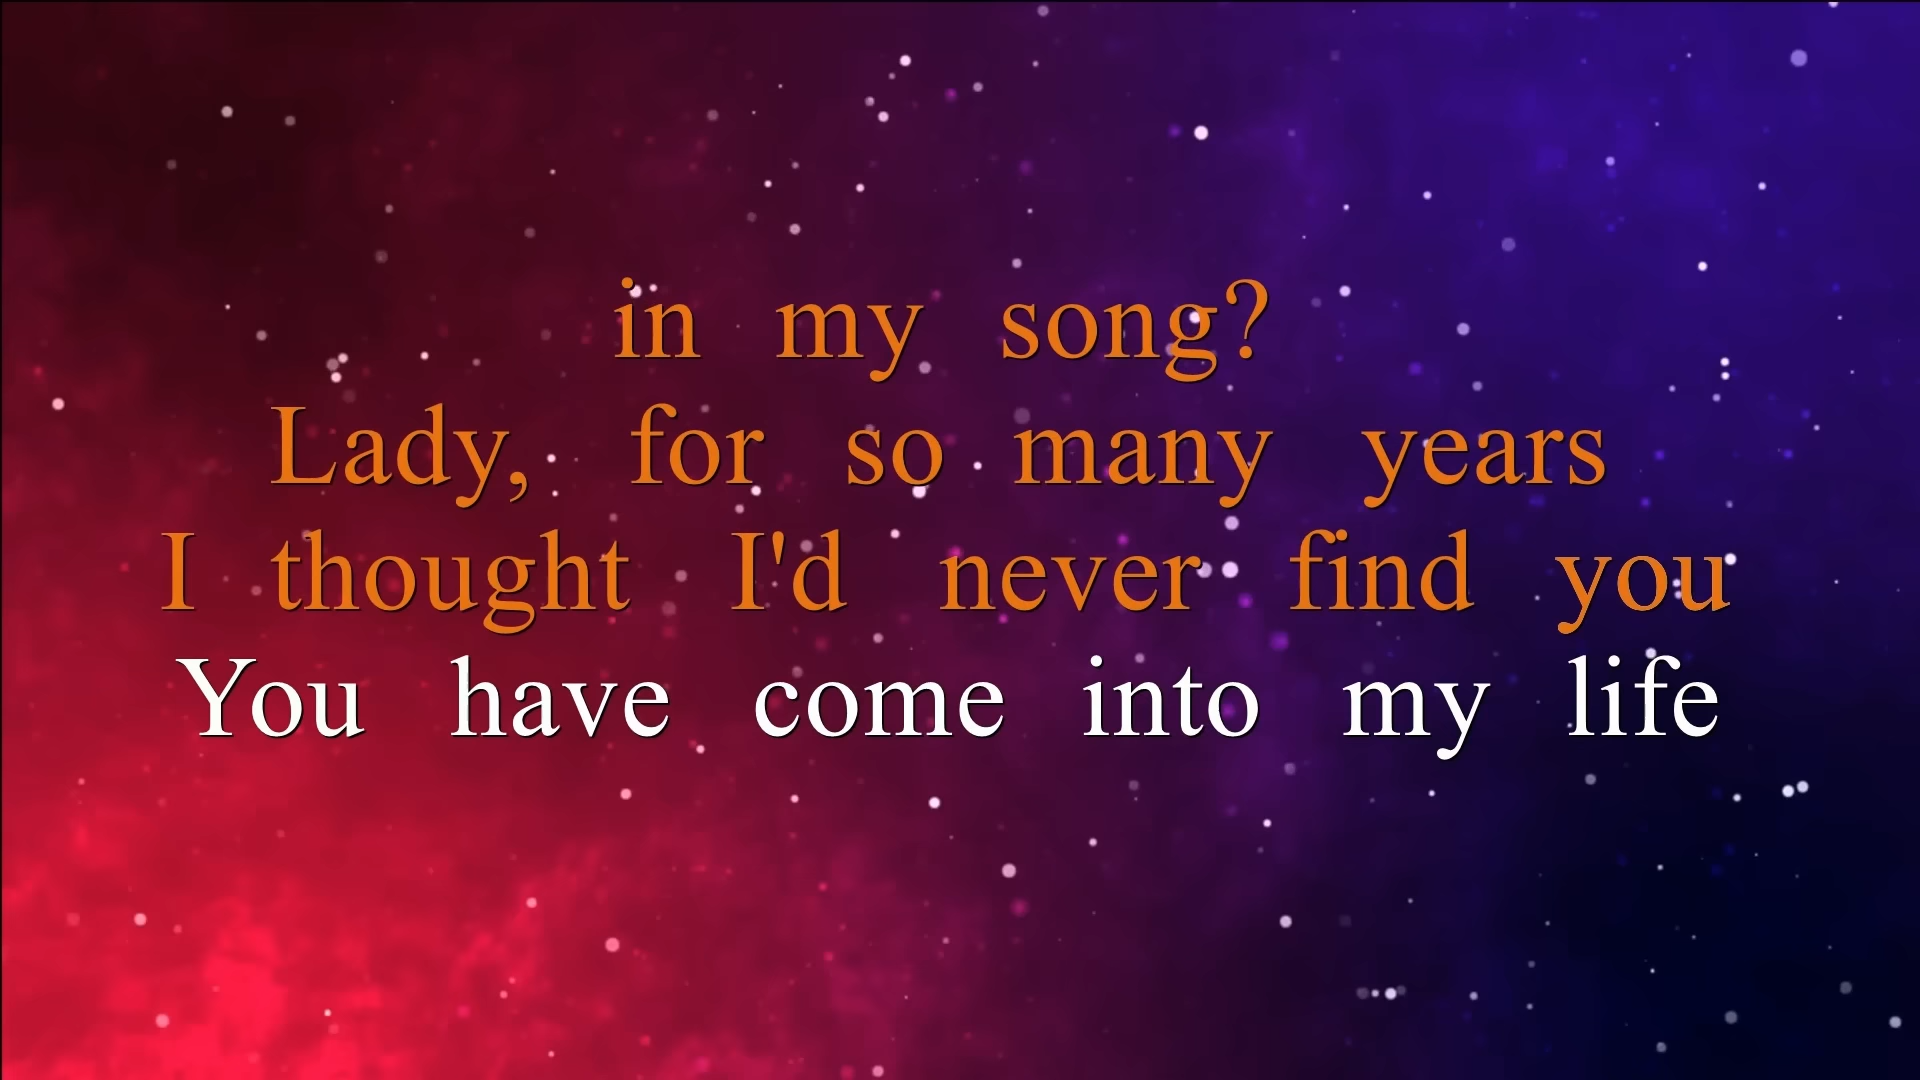 in my song?
Lady, for so many years
I thought I'd never find you
You have come into my life